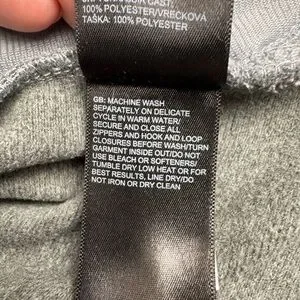 100% POLYESTER/VRECKOVÁ
TAŠKA: 100% POLYESTER
GB: MACHINE WASH
SEPARATELY ON DELICATE
CYCLE IN WARM WATER/
SECURE AND CLOSE ALL
ZIPPERS AND HOOK AND LOOP
CLOSURES BEFORE WASH/TURN
GARMENT INSIDE OUT/DO NOT
USE BLEACH OR SOFTENERS/
TUMBLE DRY LOW HEAT OR FOR
BEST RESULTS, LINE DRY/DO
NOT IRON OR DRY CLEAN